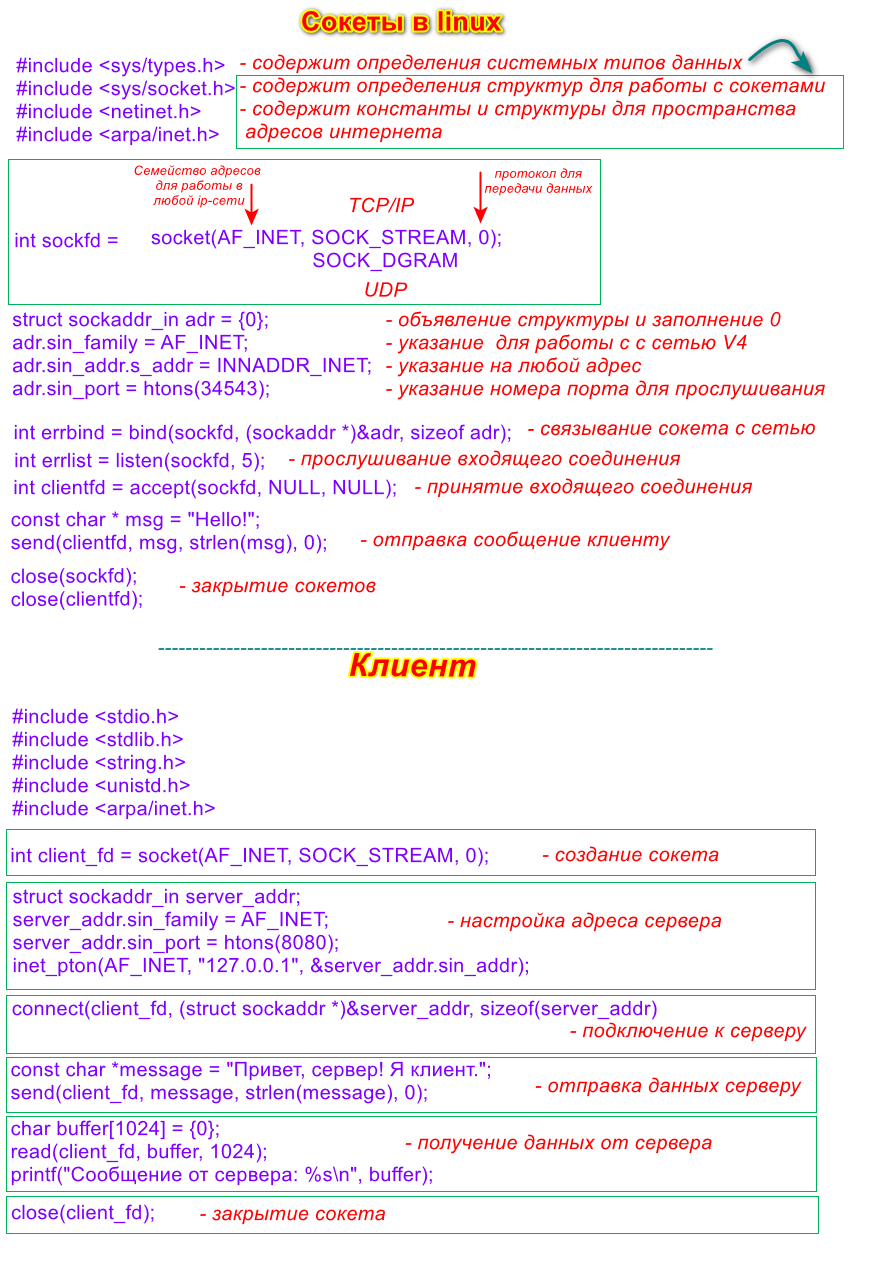 Сокеты в linux
#include <sys/types.h> - содержит определения системных типов данных
#include <sys/socket.h> - содержит определения структур для работы с сокетами
#include <netinet.h> - содержит константы и структуры для пространства
#include <arpa/inet.h> адресов интернета
Семейство адресов
для работы в
любой ip-сети
протокол для
передачи данных
TCP/IP
int sockfd = socket(AF_INET, SOCK_STREAM, 0);
SOCK_DGRAM
UDP
struct sockaddr_in adr = {0}; - объявление структуры и заполнение 0
adr.sin_family = AF_INET; - указание для работы с с сетью V4
adr.sin_addr.s_addr = INNADDR_INET; - указание на любой адрес
adr.sin_port = htons(34543); - указание номера порта для прослушивания
int errbind = bind(sockfd, (sockaddr *)&adr, sizeof adr); - связывание сокета с сетью
int errlist = listen(sockfd, 5); - прослушивание входящего соединения
int clientfd = accept(sockfd, NULL, NULL); - принятие входящего соединения
const char * msg = "Hello!";
send(clientfd, msg, strlen(msg), 0); - отправка сообщение клиенту
close(sockfd);
close(clientfd);
- закрытие сокетов
Клиент
#include <stdio.h>
#include <stdlib.h>
#include <string.h>
#include <unistd.h>
#include <arpa/inet.h>
int client_fd = socket(AF_INET, SOCK_STREAM, 0); - создание сокета
struct sockaddr_in server_addr;
server_addr.sin_family = AF_INET; - настройка адреса сервера
server_addr.sin_port = htons(8080);
inet_pton(AF_INET, "127.0.0.1", &server_addr.sin_addr);
connect(client_fd, (struct sockaddr *)&server_addr, sizeof(server_addr)
- подключение к серверу
const char *message = "Привет, сервер! Я клиент.";
send(client_fd, message, strlen(message), 0); - отправка данных серверу
char buffer[1024] = {0};
read(client_fd, buffer, 1024); - получение данных от сервера
printf("Сообщение от сервера: %s\n", buffer);
close(client_fd); - закрытие сокета